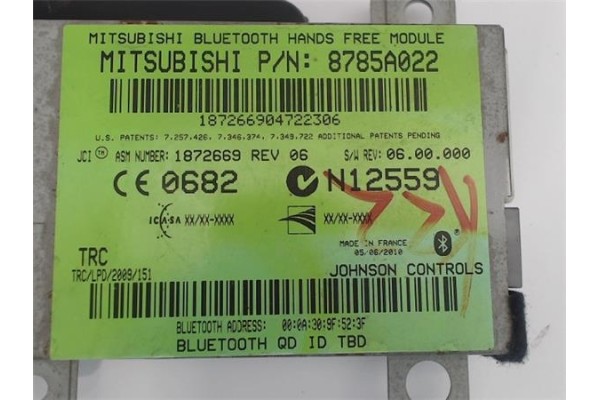 MITSUBISHI BLUETOOTH HANDS FREE MODULE
MITSUBISHI P/N: 8785A022
187266904722306
U.S. PATENTS: 7,257,426, 7,346,374, 7,349,722 ADDITIONAL PATENTS PENDING
JCI TM ASM NUMBER: 1872669 REV 06 S/W REV: 06.00.000
CE 0682 N12559
ICASA XX/XX-XXXX XX/XX-XXXX
TRC
TRC/LPD/2009/151
MADE IN FRANCE
05/06/2010
JOHNSON CONTROLS
BLUETOOTH ADDRESS: 00:0A:30:9F:52:3F
BLUETOOTH QD ID TBD